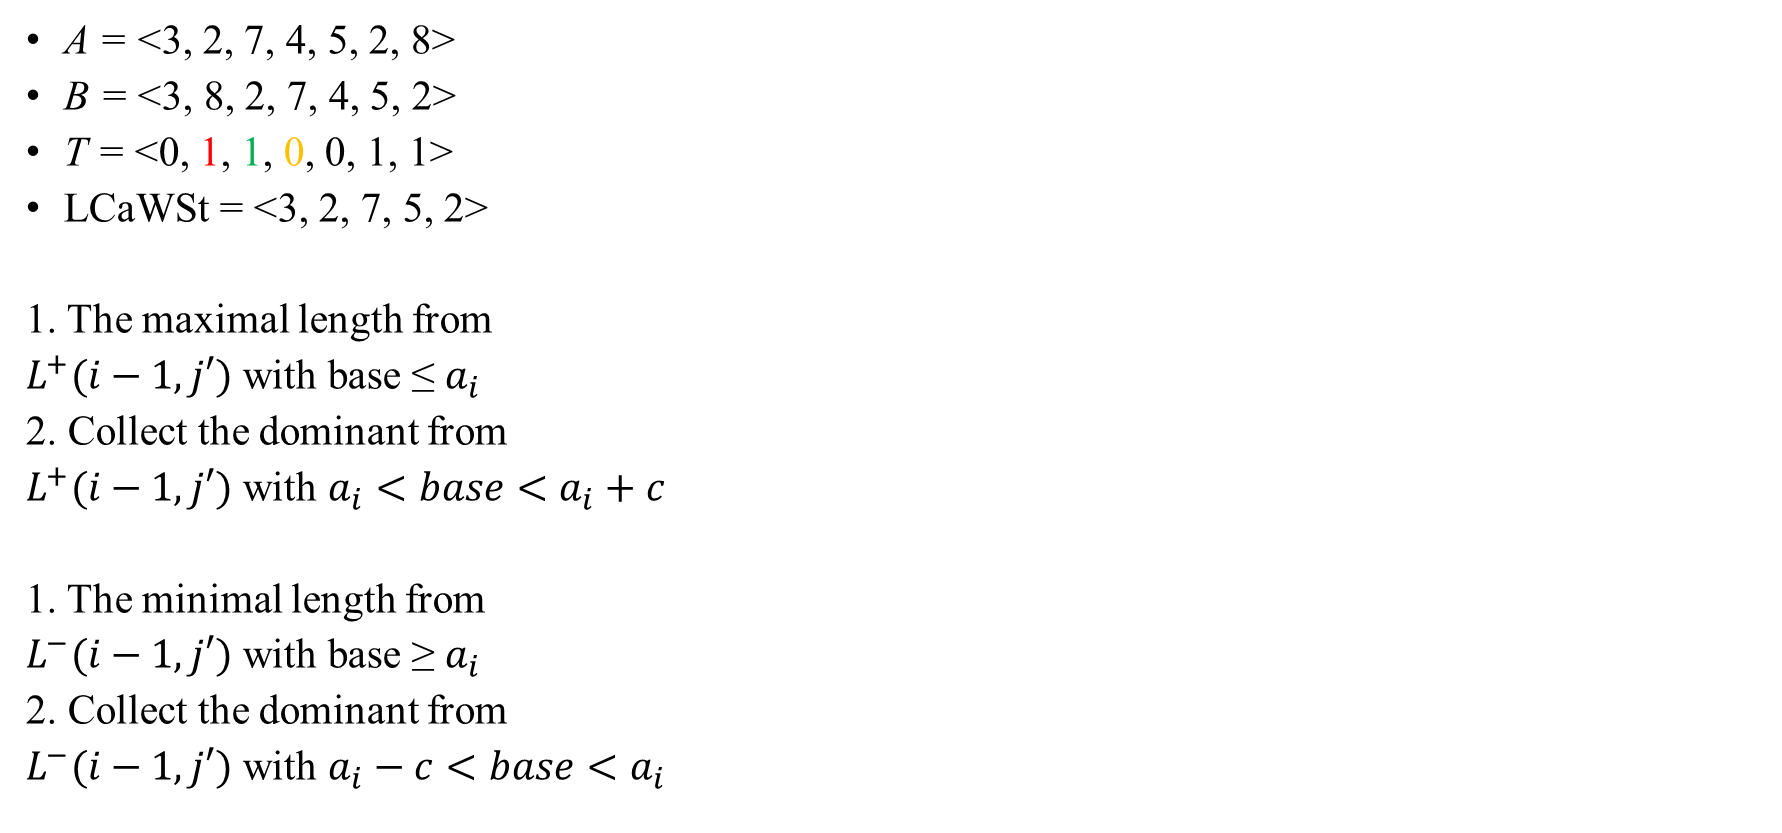 • A = <3, 2, 7, 4, 5, 2, 8>
• B = <3, 8, 2, 7, 4, 5, 2>
• T = <0, 1, 1, 0, 0, 1, 1>
• LCaWSt = <3, 2, 7, 5, 2>
1. The maximal length from
L⁺(i − 1, j′) with base ≤ aᵢ
2. Collect the dominant from
L⁺(i − 1, j′) with aᵢ < base < aᵢ + c
1. The minimal length from
L⁻(i − 1, j′) with base ≥ aᵢ
2. Collect the dominant from
L⁻(i − 1, j′) with aᵢ − c < base < aᵢ